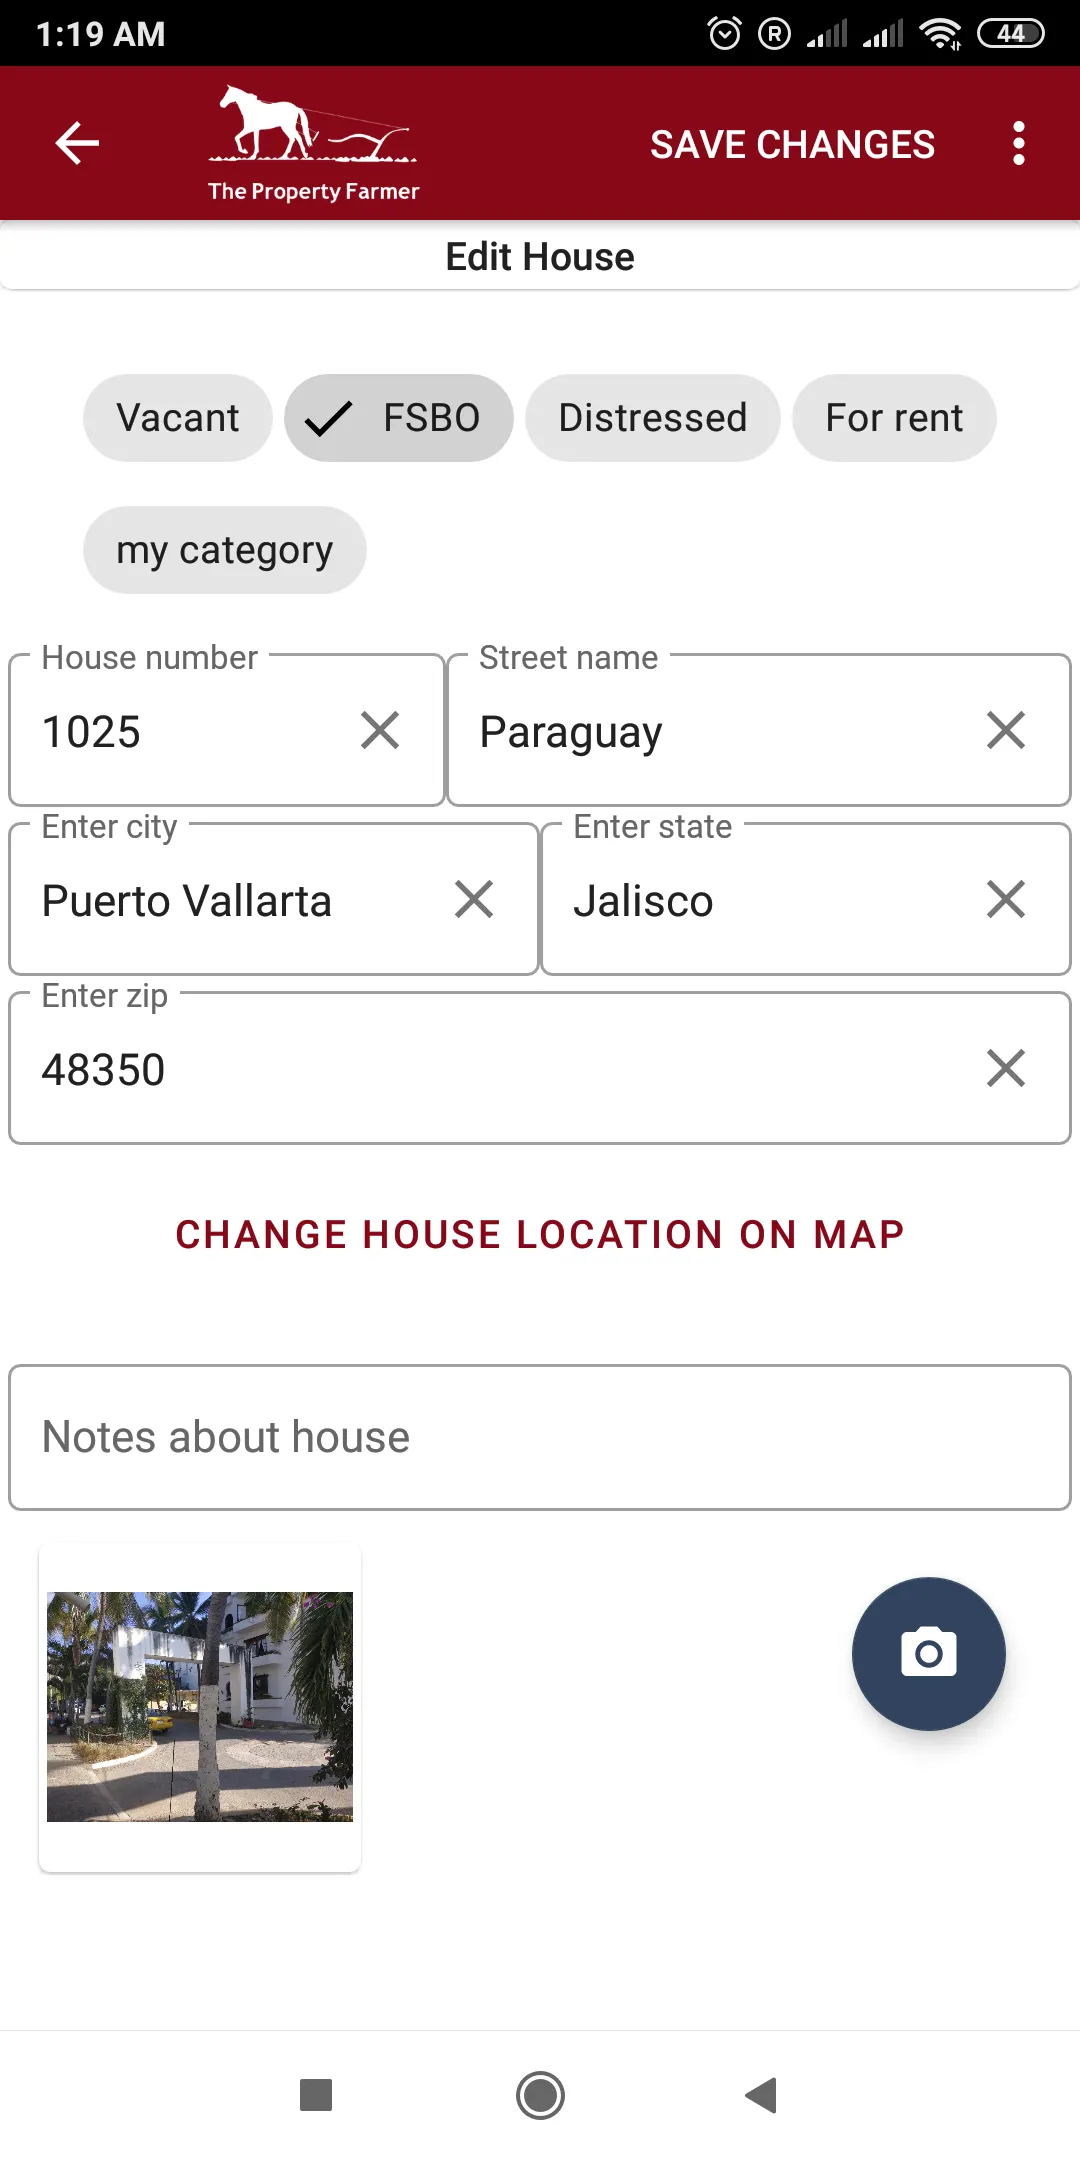 1:19 AM
R
44
The Property Farmer
SAVE CHANGES
Edit House
Vacant
FSBO
Distressed
For rent
my category
House number
Street name
1025
Paraguay
Enter city
Enter state
Puerto Vallarta
Jalisco
Enter zip
48350
CHANGE HOUSE LOCATION ON MAP
Notes about house